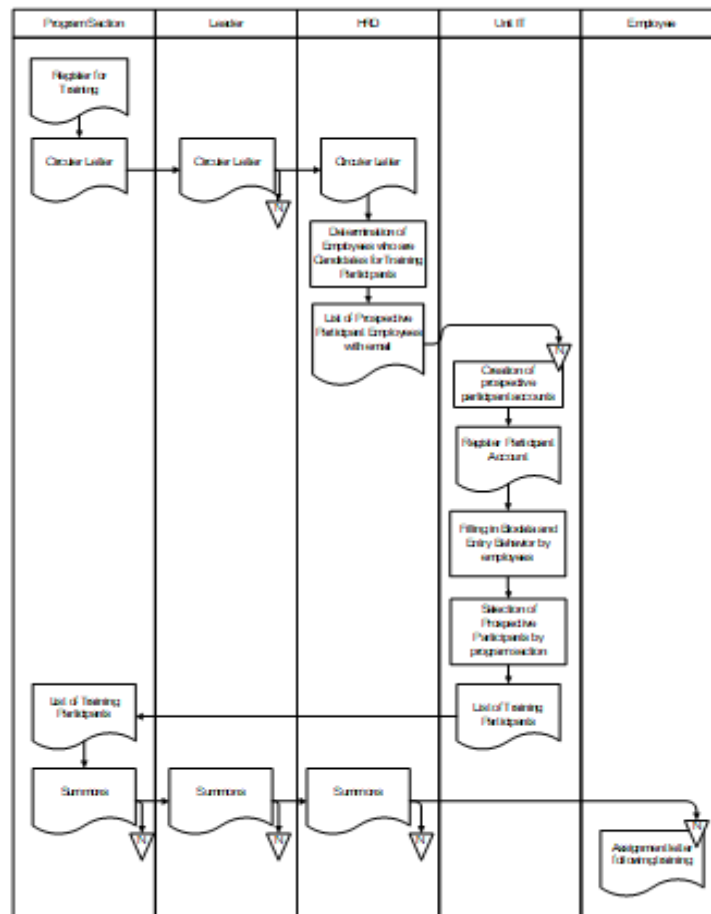 Program Section
Leader
HRD
Unit IT
Employee
Register for
Training
Circuler Letter
Circuler Letter
Circuler Letter
N
Determination of
Employees who are
Candidates for Training
Participants
List of Prospective
Participant Employees
with email
N
Creation of
prospective
participant accounts
Register Participant
Account
Filling in Biodata and
Entry Behavior by
employees
Selection of
Prospective
Participants by
program section
List of Training
Participants
List of Training
Participants
Summons
Summons
Summons
N
N
N
N
Assignment letter
following training